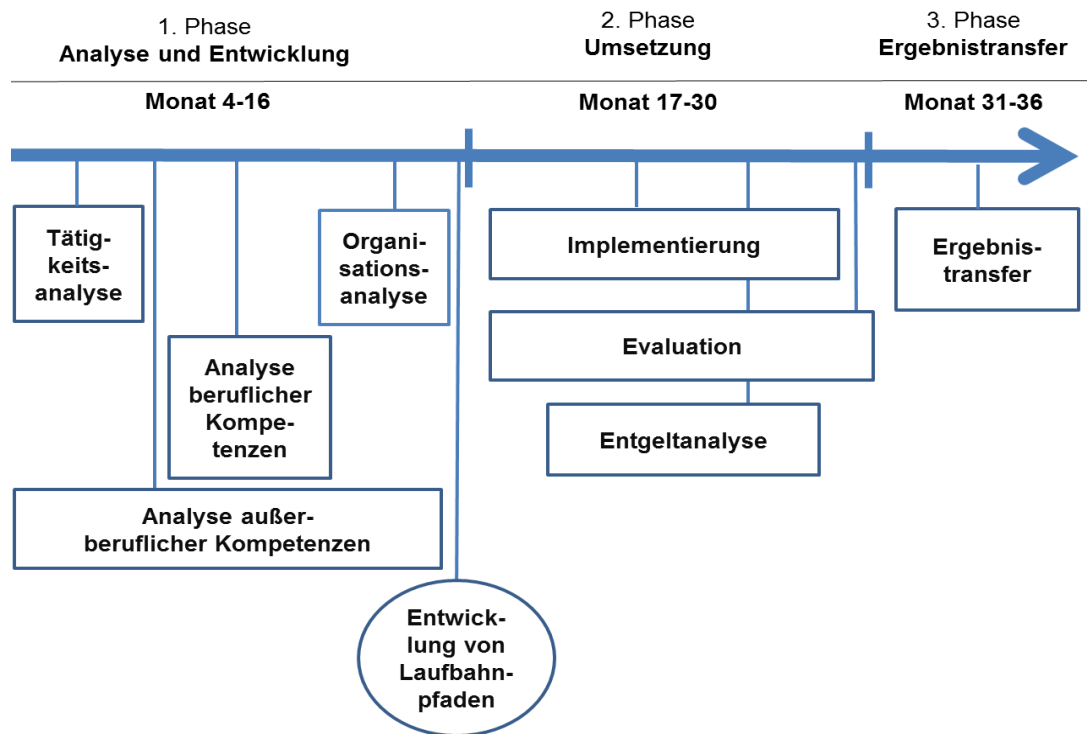 1. Phase
Analyse und Entwicklung
2. Phase
Umsetzung
3. Phase
Ergebnistransfer
Monat 4-16
Monat 17-30
Monat 31-36
Tätig-
keits-
analyse
Organi-
sations-
analyse
Analyse
beruflicher
Kompe-
tenzen
Analyse außer-
beruflicher Kompetenzen
Entwick-
lung von
Laufbahn-
pfaden
Implementierung
Evaluation
Entgeltanalyse
Ergebnis-
transfer